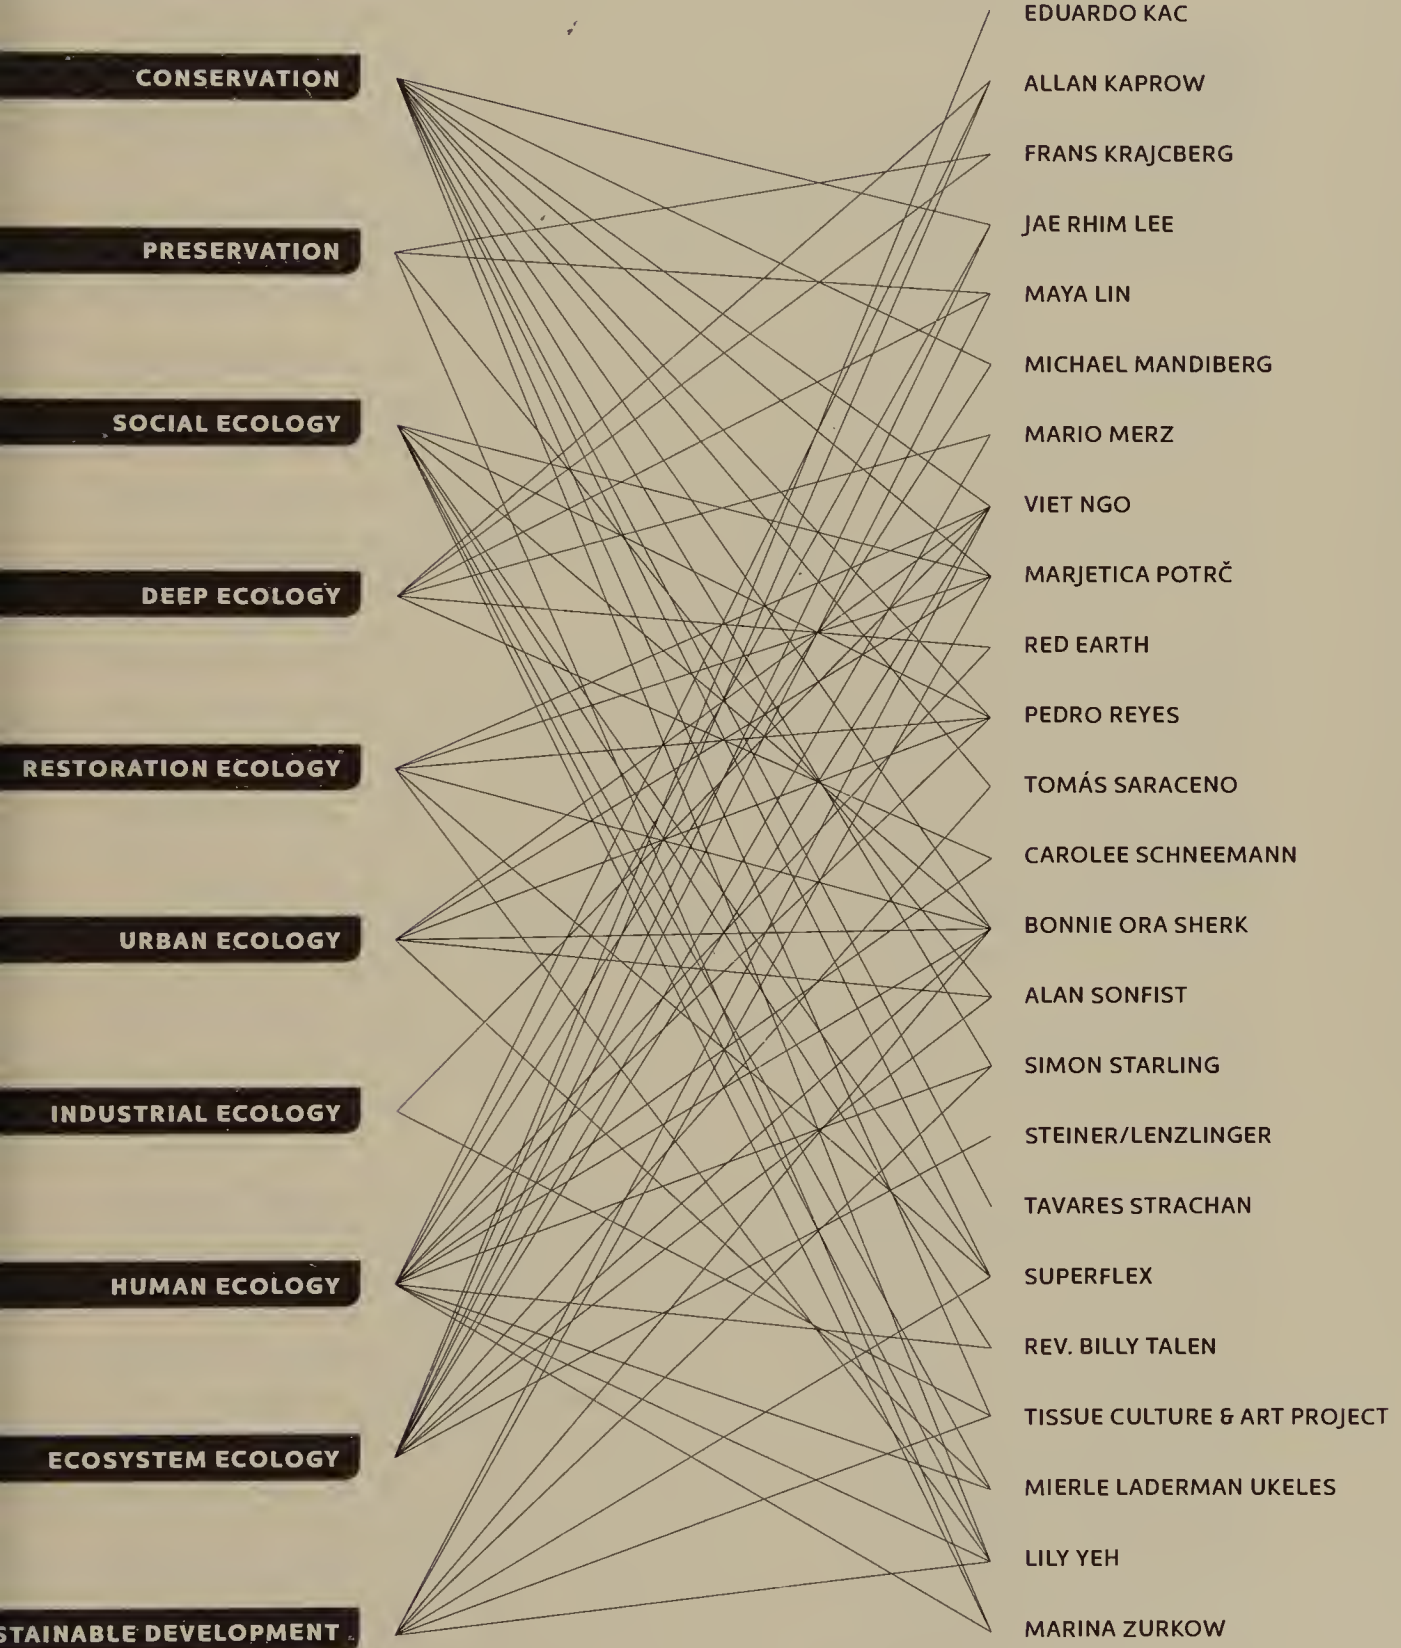 CONSERVATION
PRESERVATION
SOCIAL ECOLOGY
DEEP ECOLOGY
RESTORATION ECOLOGY
URBAN ECOLOGY
INDUSTRIAL ECOLOGY
HUMAN ECOLOGY
ECOSYSTEM ECOLOGY
STAINABLE DEVELOPMENT
EDUARDO KAC
ALLAN KAPROW
FRANS KRAJCBERG
JAE RHIM LEE
MAYA LIN
MICHAEL MANDIBERG
MARIO MERZ
VIET NGO
MARJETICA POTRČ
RED EARTH
PEDRO REYES
TOMÁS SARACENO
CAROLEE SCHNEEMANN
BONNIE ORA SHERK
ALAN SONFIST
SIMON STARLING
STEINER/LENZLINGER
TAVARES STRACHAN
SUPERFLEX
REV. BILLY TALEN
TISSUE CULTURE & ART PROJECT
MIERLE LADERMAN UKELES
LILY YEH
MARINA ZURKOW